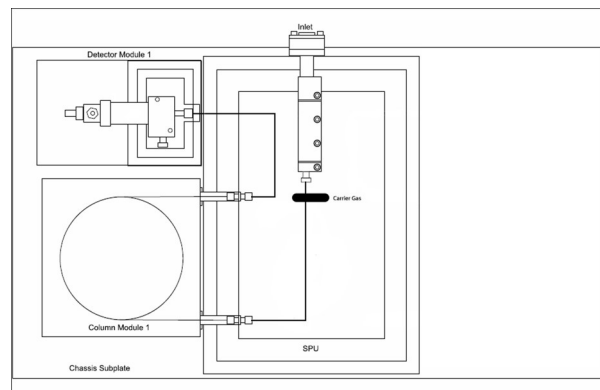 Inlet
Detector Module 1
Carrier Gas
Column Module 1
SPU
Chassis Subplate